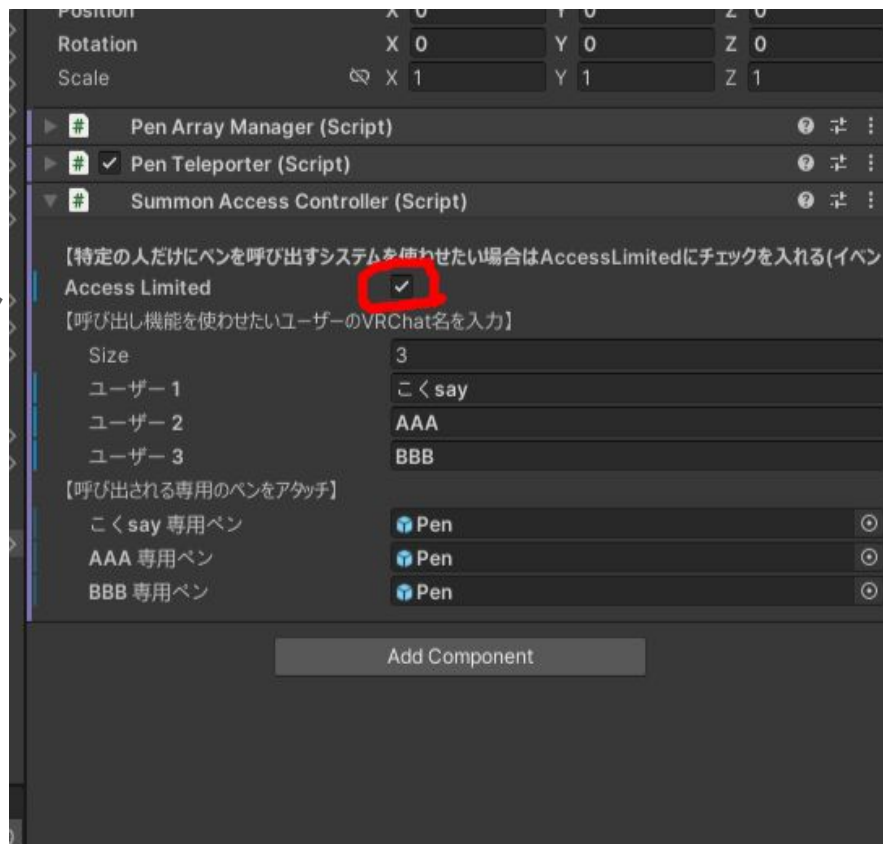 Position X 0 Y 0 Z 0
Rotation X 0 Y 0 Z 0
Scale X 1 Y 1 Z 1
# Pen Array Manager (Script)
# Pen Teleporter (Script)
# Summon Access Controller (Script)
【特定の人だけにペンを呼び出すシステムを使わせたい場合はAccessLimitedにチェックを入れる(イベン
Access Limited
【呼び出し機能を使わせたいユーザーのVRChat名を入力】
Size 3
ユーザー 1 こくsay
ユーザー 2 AAA
ユーザー 3 BBB
【呼び出される専用のペンをアタッチ】
こくsay 専用ペン Pen
AAA 専用ペン Pen
BBB 専用ペン Pen
Add Component